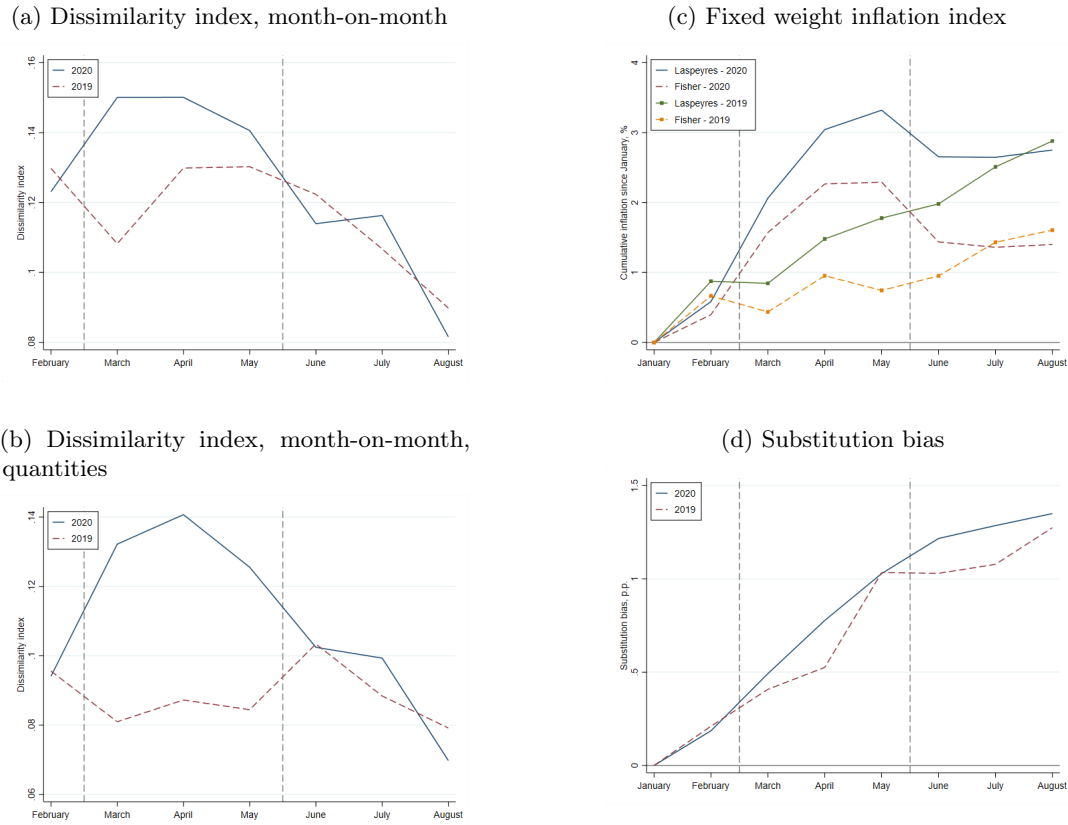 (a) Dissimilarity index, month-on-month
.16
.14
.12
.1
.08
Dissimilarity index
2020
2019
February March April May June July August
(c) Fixed weight inflation index
4
3
2
1
0
Cumulative inflation since January, %
Laspeyres - 2020
Fisher - 2020
Laspeyres - 2019
Fisher - 2019
January February March April May June July August
(b) Dissimilarity index, month-on-month,
quantities
.14
.12
.1
.08
.06
Dissimilarity index
2020
2019
February March April May June July August
(d) Substitution bias
1.5
1
.5
0
Substitution bias, p.p.
2020
2019
January February March April May June July August